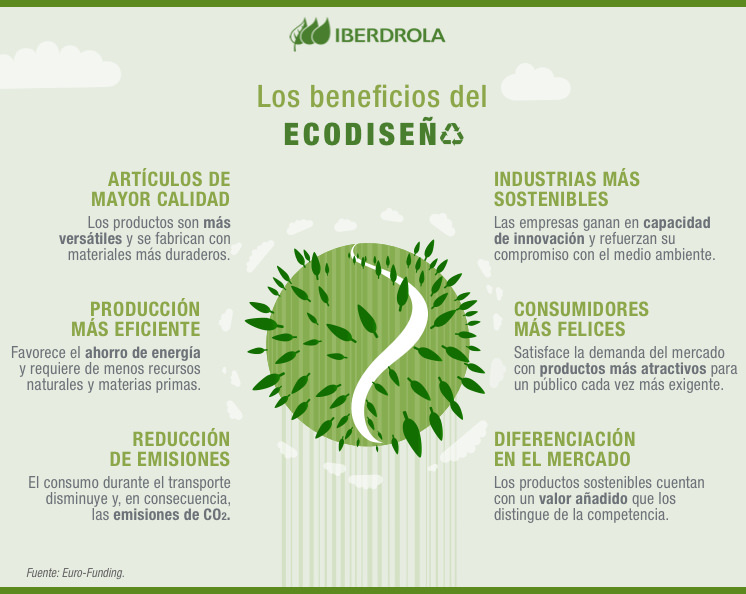 IBERDROLA
Los beneficios del
ECODISEÑO
ARTÍCULOS DE
MAYOR CALIDAD
Los productos son más
versátiles y se fabrican con
materiales más duraderos.
PRODUCCIÓN
MÁS EFICIENTE
Favorece el ahorro de energía
y requiere de menos recursos
naturales y materias primas.
REDUCCIÓN
DE EMISIONES
El consumo durante el transporte
disminuye y, en consecuencia,
las emisiones de CO₂.
INDUSTRIAS MÁS
SOSTENIBLES
Las empresas ganan en capacidad
de innovación y refuerzan su
compromiso con el medio ambiente.
CONSUMIDORES
MÁS FELICES
Satisface la demanda del mercado
con productos más atractivos para
un público cada vez más exigente.
DIFERENCIACIÓN
EN EL MERCADO
Los productos sostenibles cuentan
con un valor añadido que los
distingue de la competencia.
Fuente: Euro-Funding.